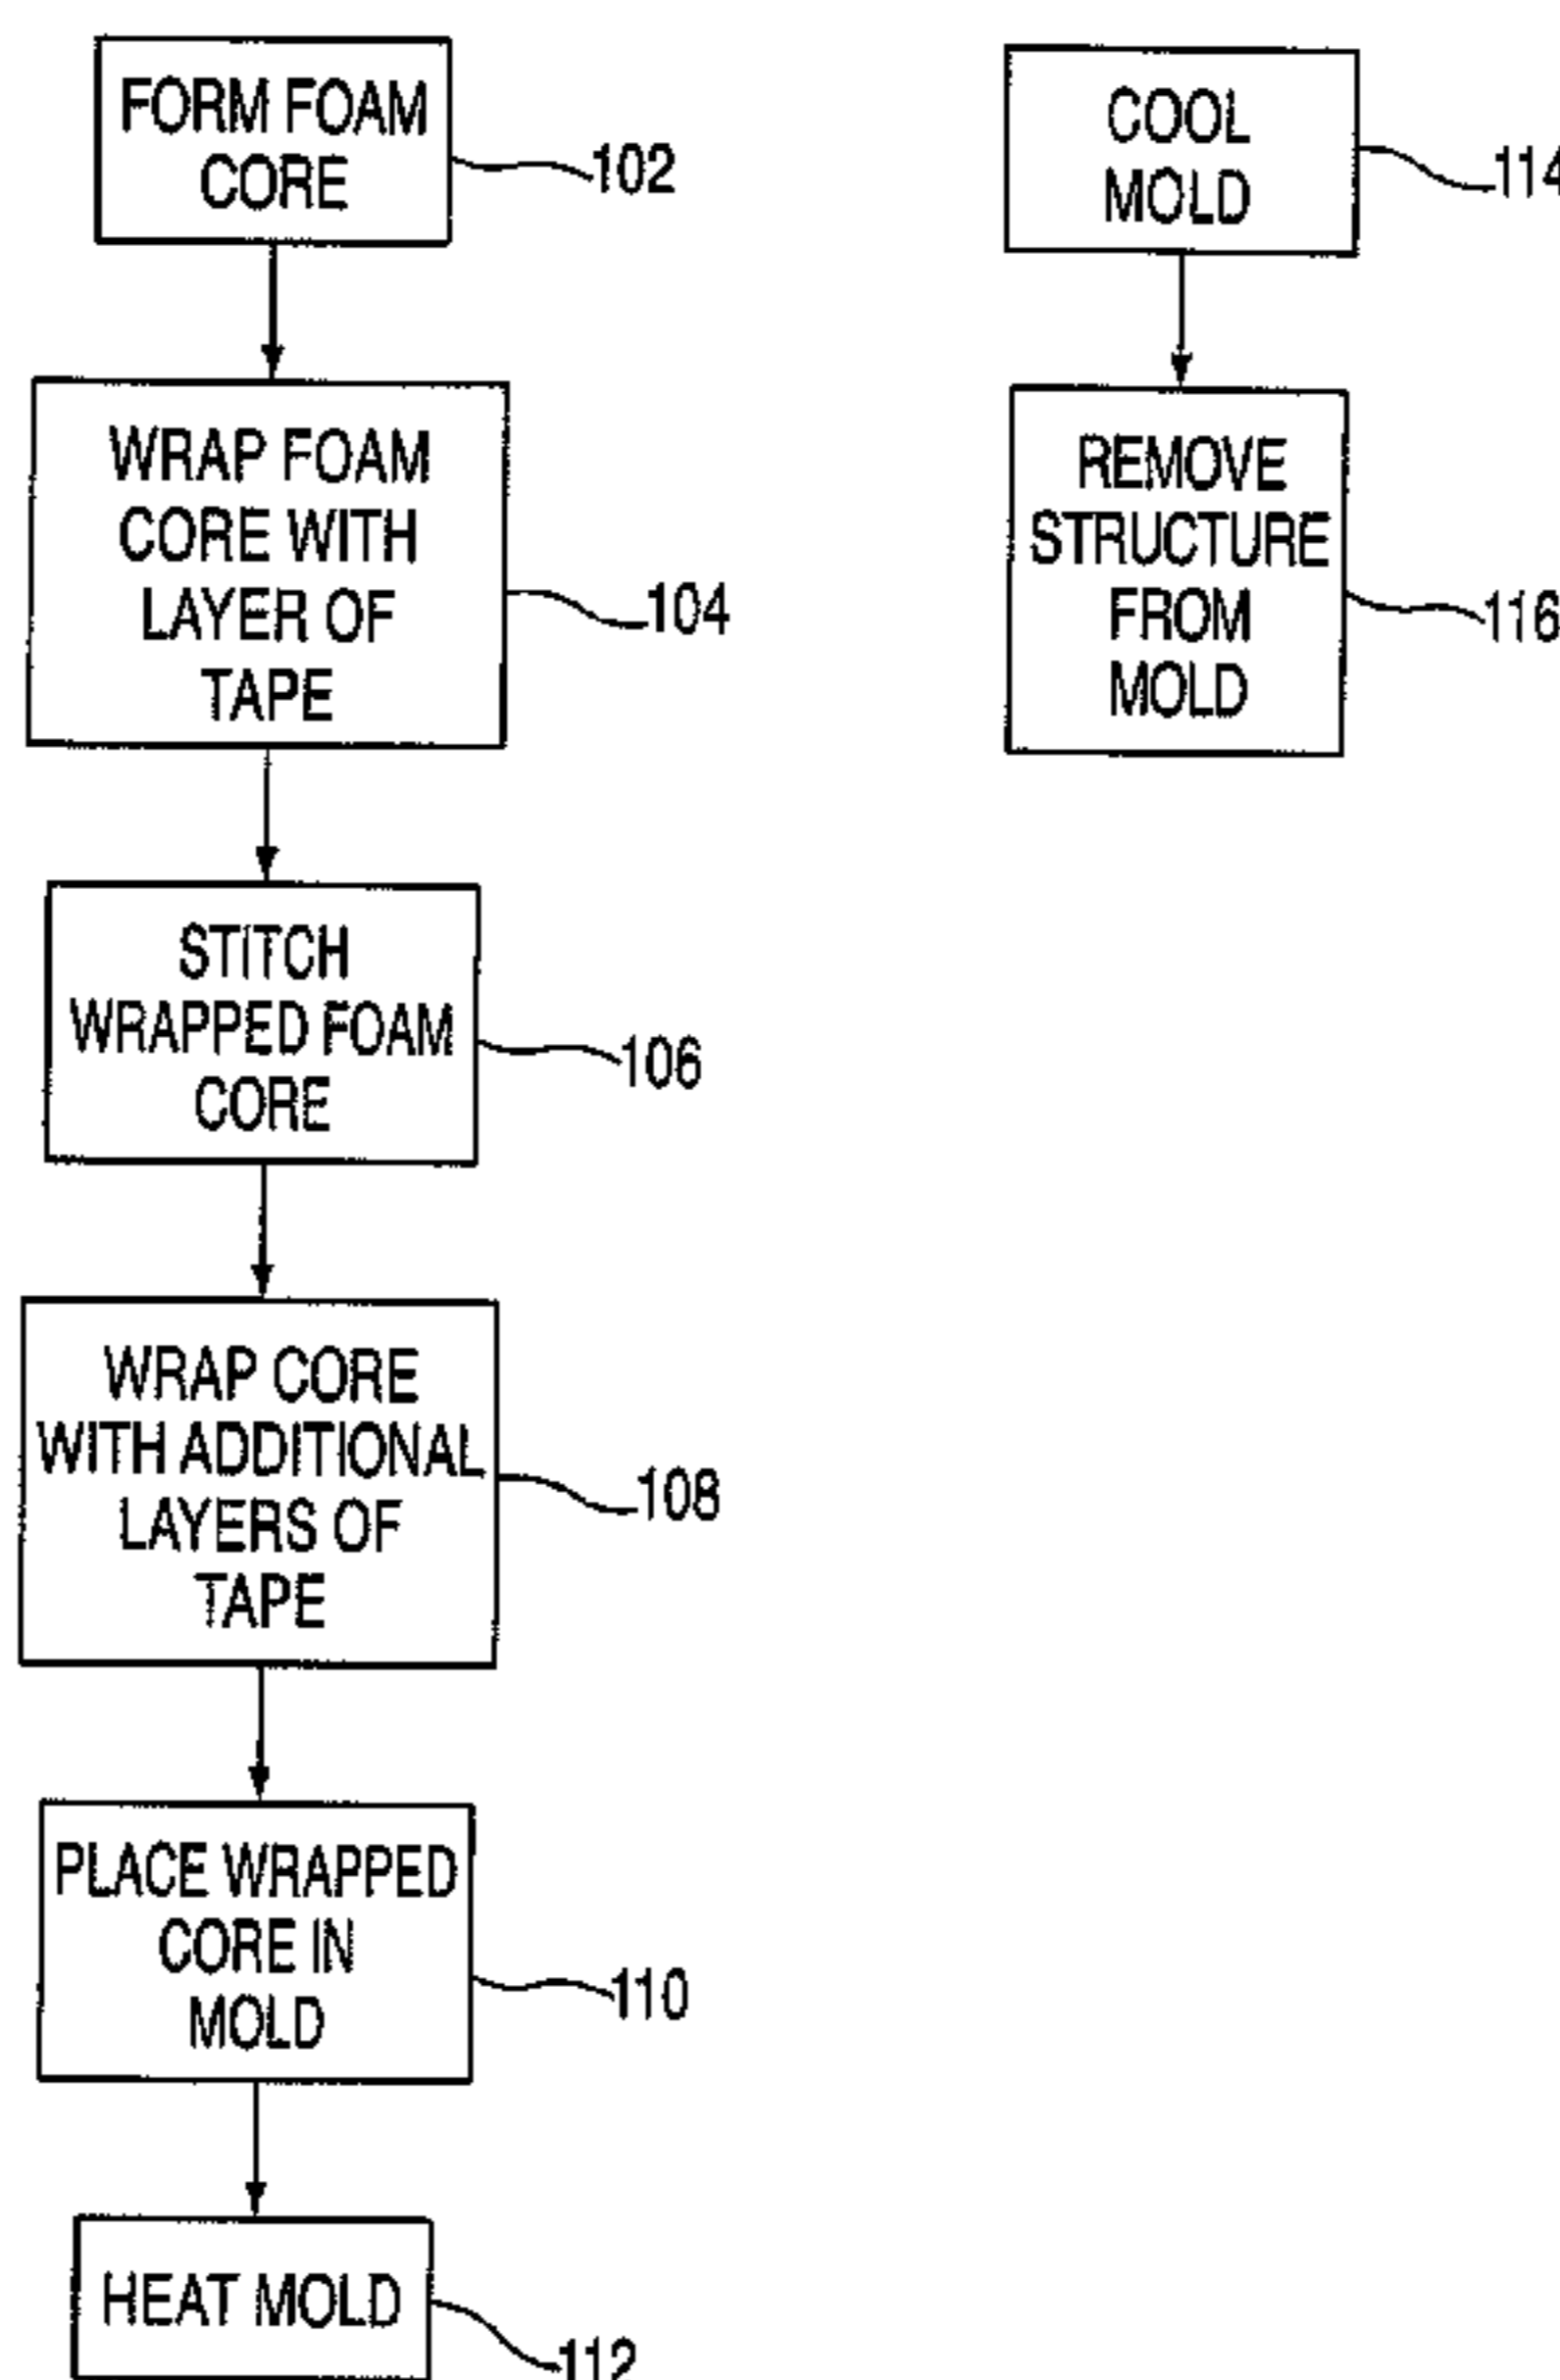 FORM FOAM
CORE
102
WRAP FOAM
CORE WITH
LAYER OF
TAPE
104
STITCH
WRAPPED FOAM
CORE
106
WRAP CORE
WITH ADDITIONAL
LAYERS OF
TAPE
108
PLACE WRAPPED
CORE IN
MOLD
110
HEAT MOLD
112
COOL
MOLD
114
REMOVE
STRUCTURE
FROM
MOLD
116